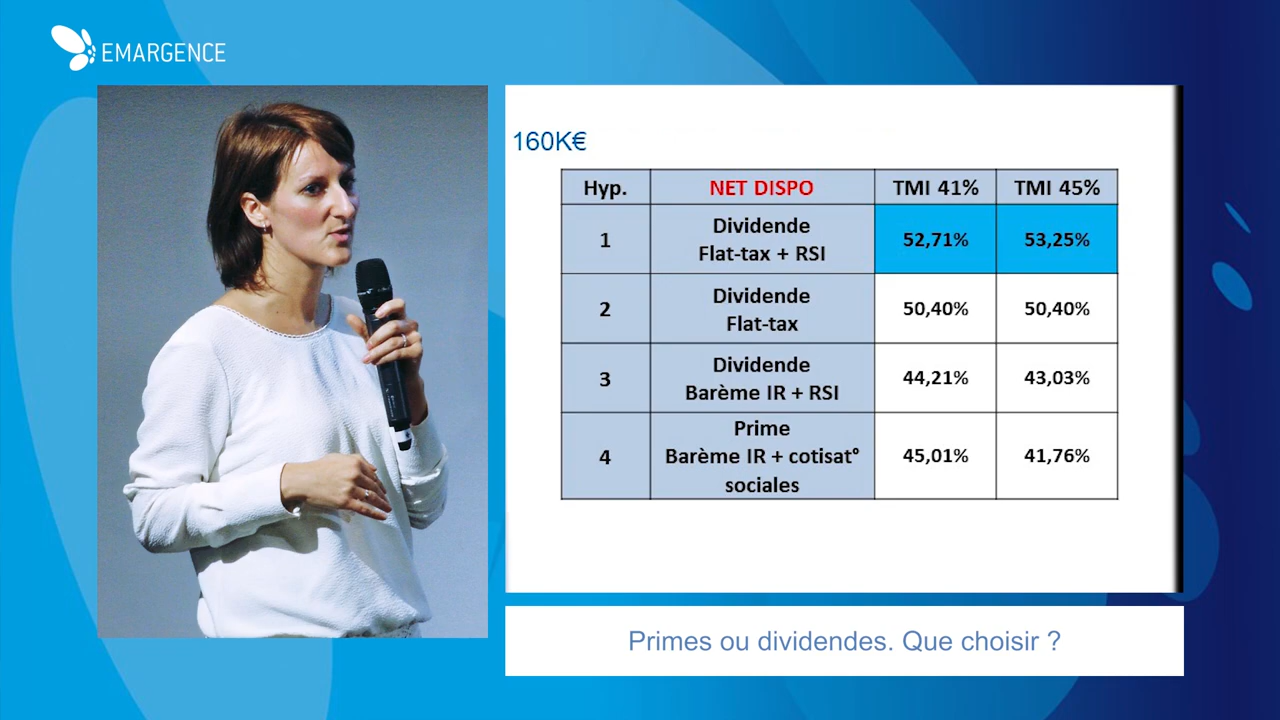 EMARGENCE
160K€
Hyp. NET DISPO TMI 41% TMI 45%
1 Dividende Flat-tax + RSI 52,71% 53,25%
2 Dividende Flat-tax 50,40% 50,40%
3 Dividende Barème IR + RSI 44,21% 43,03%
4 Prime Barème IR + cotisat° sociales 45,01% 41,76%
Primes ou dividendes. Que choisir ?